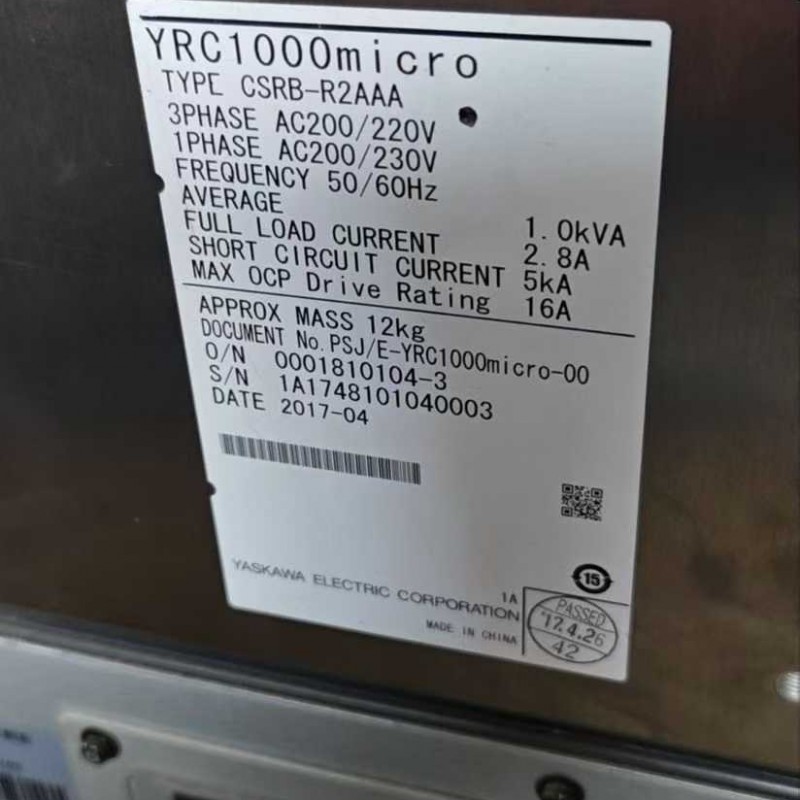 YRC1000micro
TYPE CSRB-R2AAA
3PHASE AC200/220V
1PHASE AC200/230V
FREQUENCY 50/60Hz
AVERAGE 1.0kVA
FULL LOAD CURRENT 2.8A
SHORT CIRCUIT CURRENT 5kA
MAX OCP Drive Rating 16A
APPROX MASS 12kg
DOCUMENT No.PSJ/E-YRC1000micro-00
O/N 0001810104-3
S/N 1A1748101040003
DATE 2017-04
15
YASKAWA ELECTRIC CORPORATION
1A
MADE IN CHINA
PASSED
'17.4.26
42